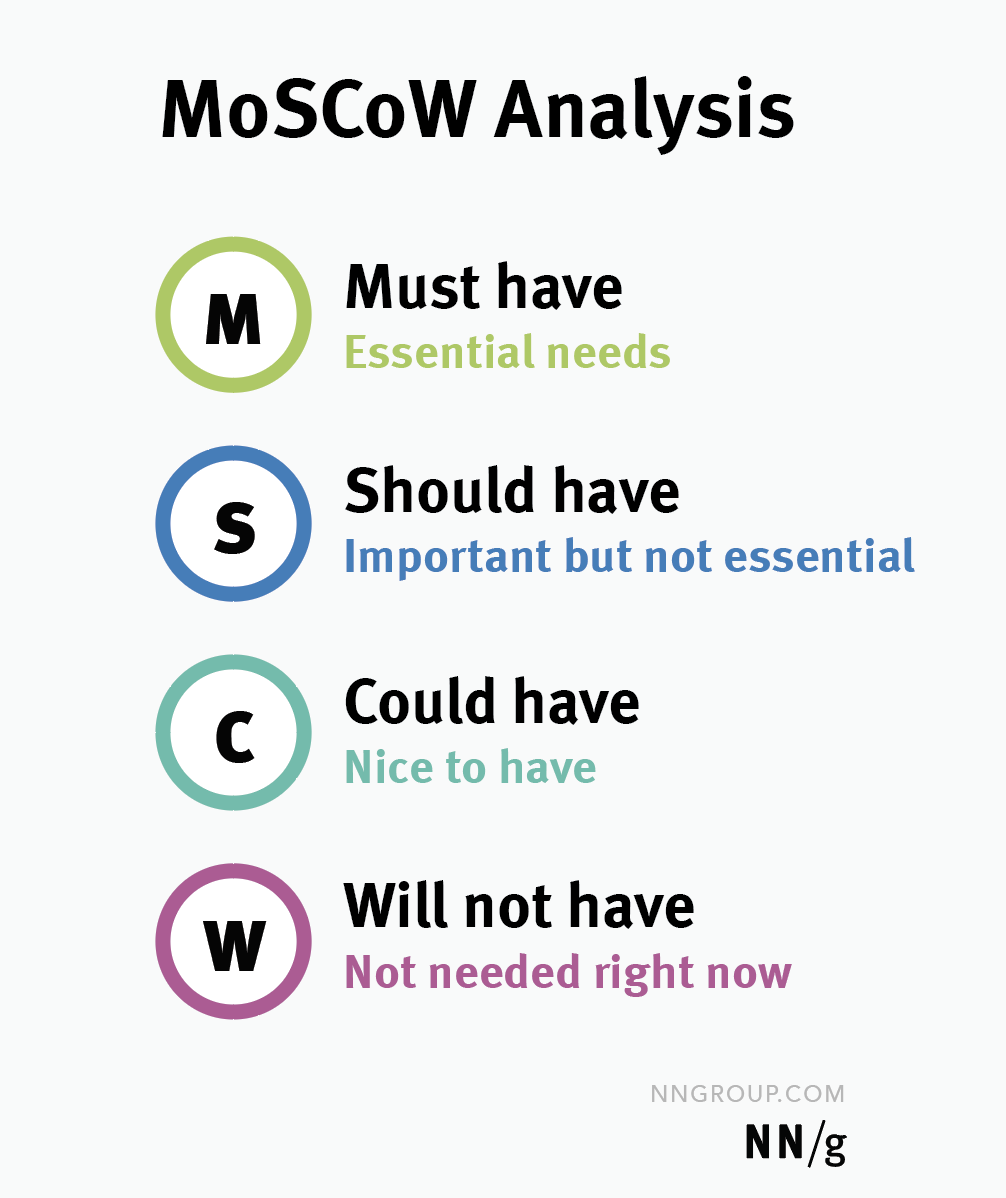 MoSCoW Analysis
M
Must have
Essential needs
S
Should have
Important but not essential
C
Could have
Nice to have
W
Will not have
Not needed right now
NNGROUP.COM
NN/g